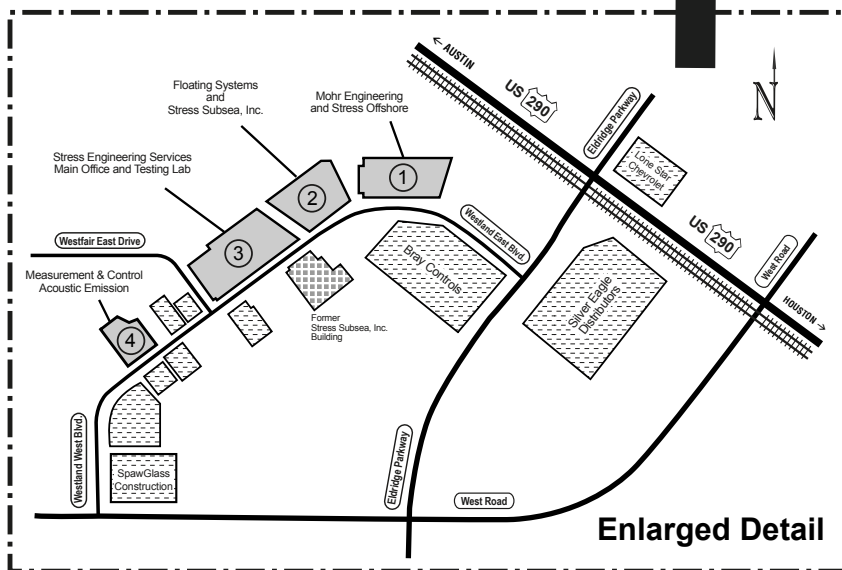 ← AUSTIN
US 290
Eldridge Parkway
N
Floating Systems
and
Stress Subsea, Inc.
Mohr Engineering
and Stress Offshore
Lone Star
Chevrolet
Stress Engineering Services
Main Office and Testing Lab
1
2
3
Westland East Blvd.
US 290
West Road
Westfair East Drive
Bray Controls
Measurement & Control
Acoustic Emission
4
Former
Stress Subsea, Inc.
Building
Silver Eagle
Distributors
HOUSTON →
Westland West Blvd.
Eldridge Parkway
SpawGlass
Construction
West Road
Enlarged Detail